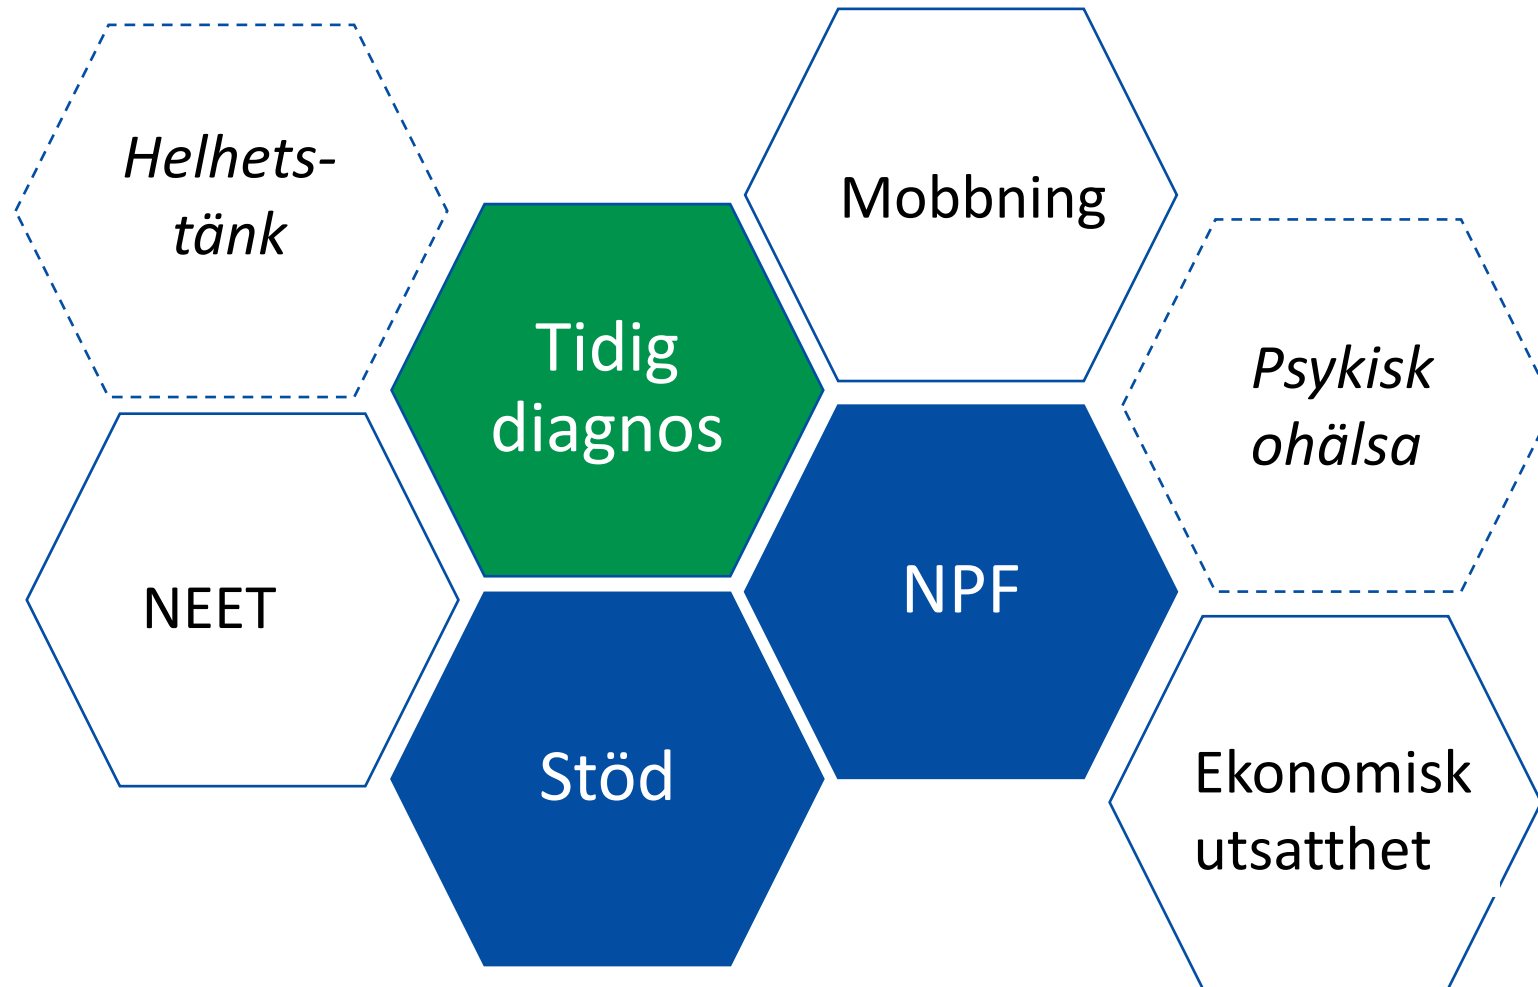 Helhets-
tänk
Mobbning
Tidig
diagnos
Psykisk
ohälsa
NEET
NPF
Stöd
Ekonomisk
utsatthet